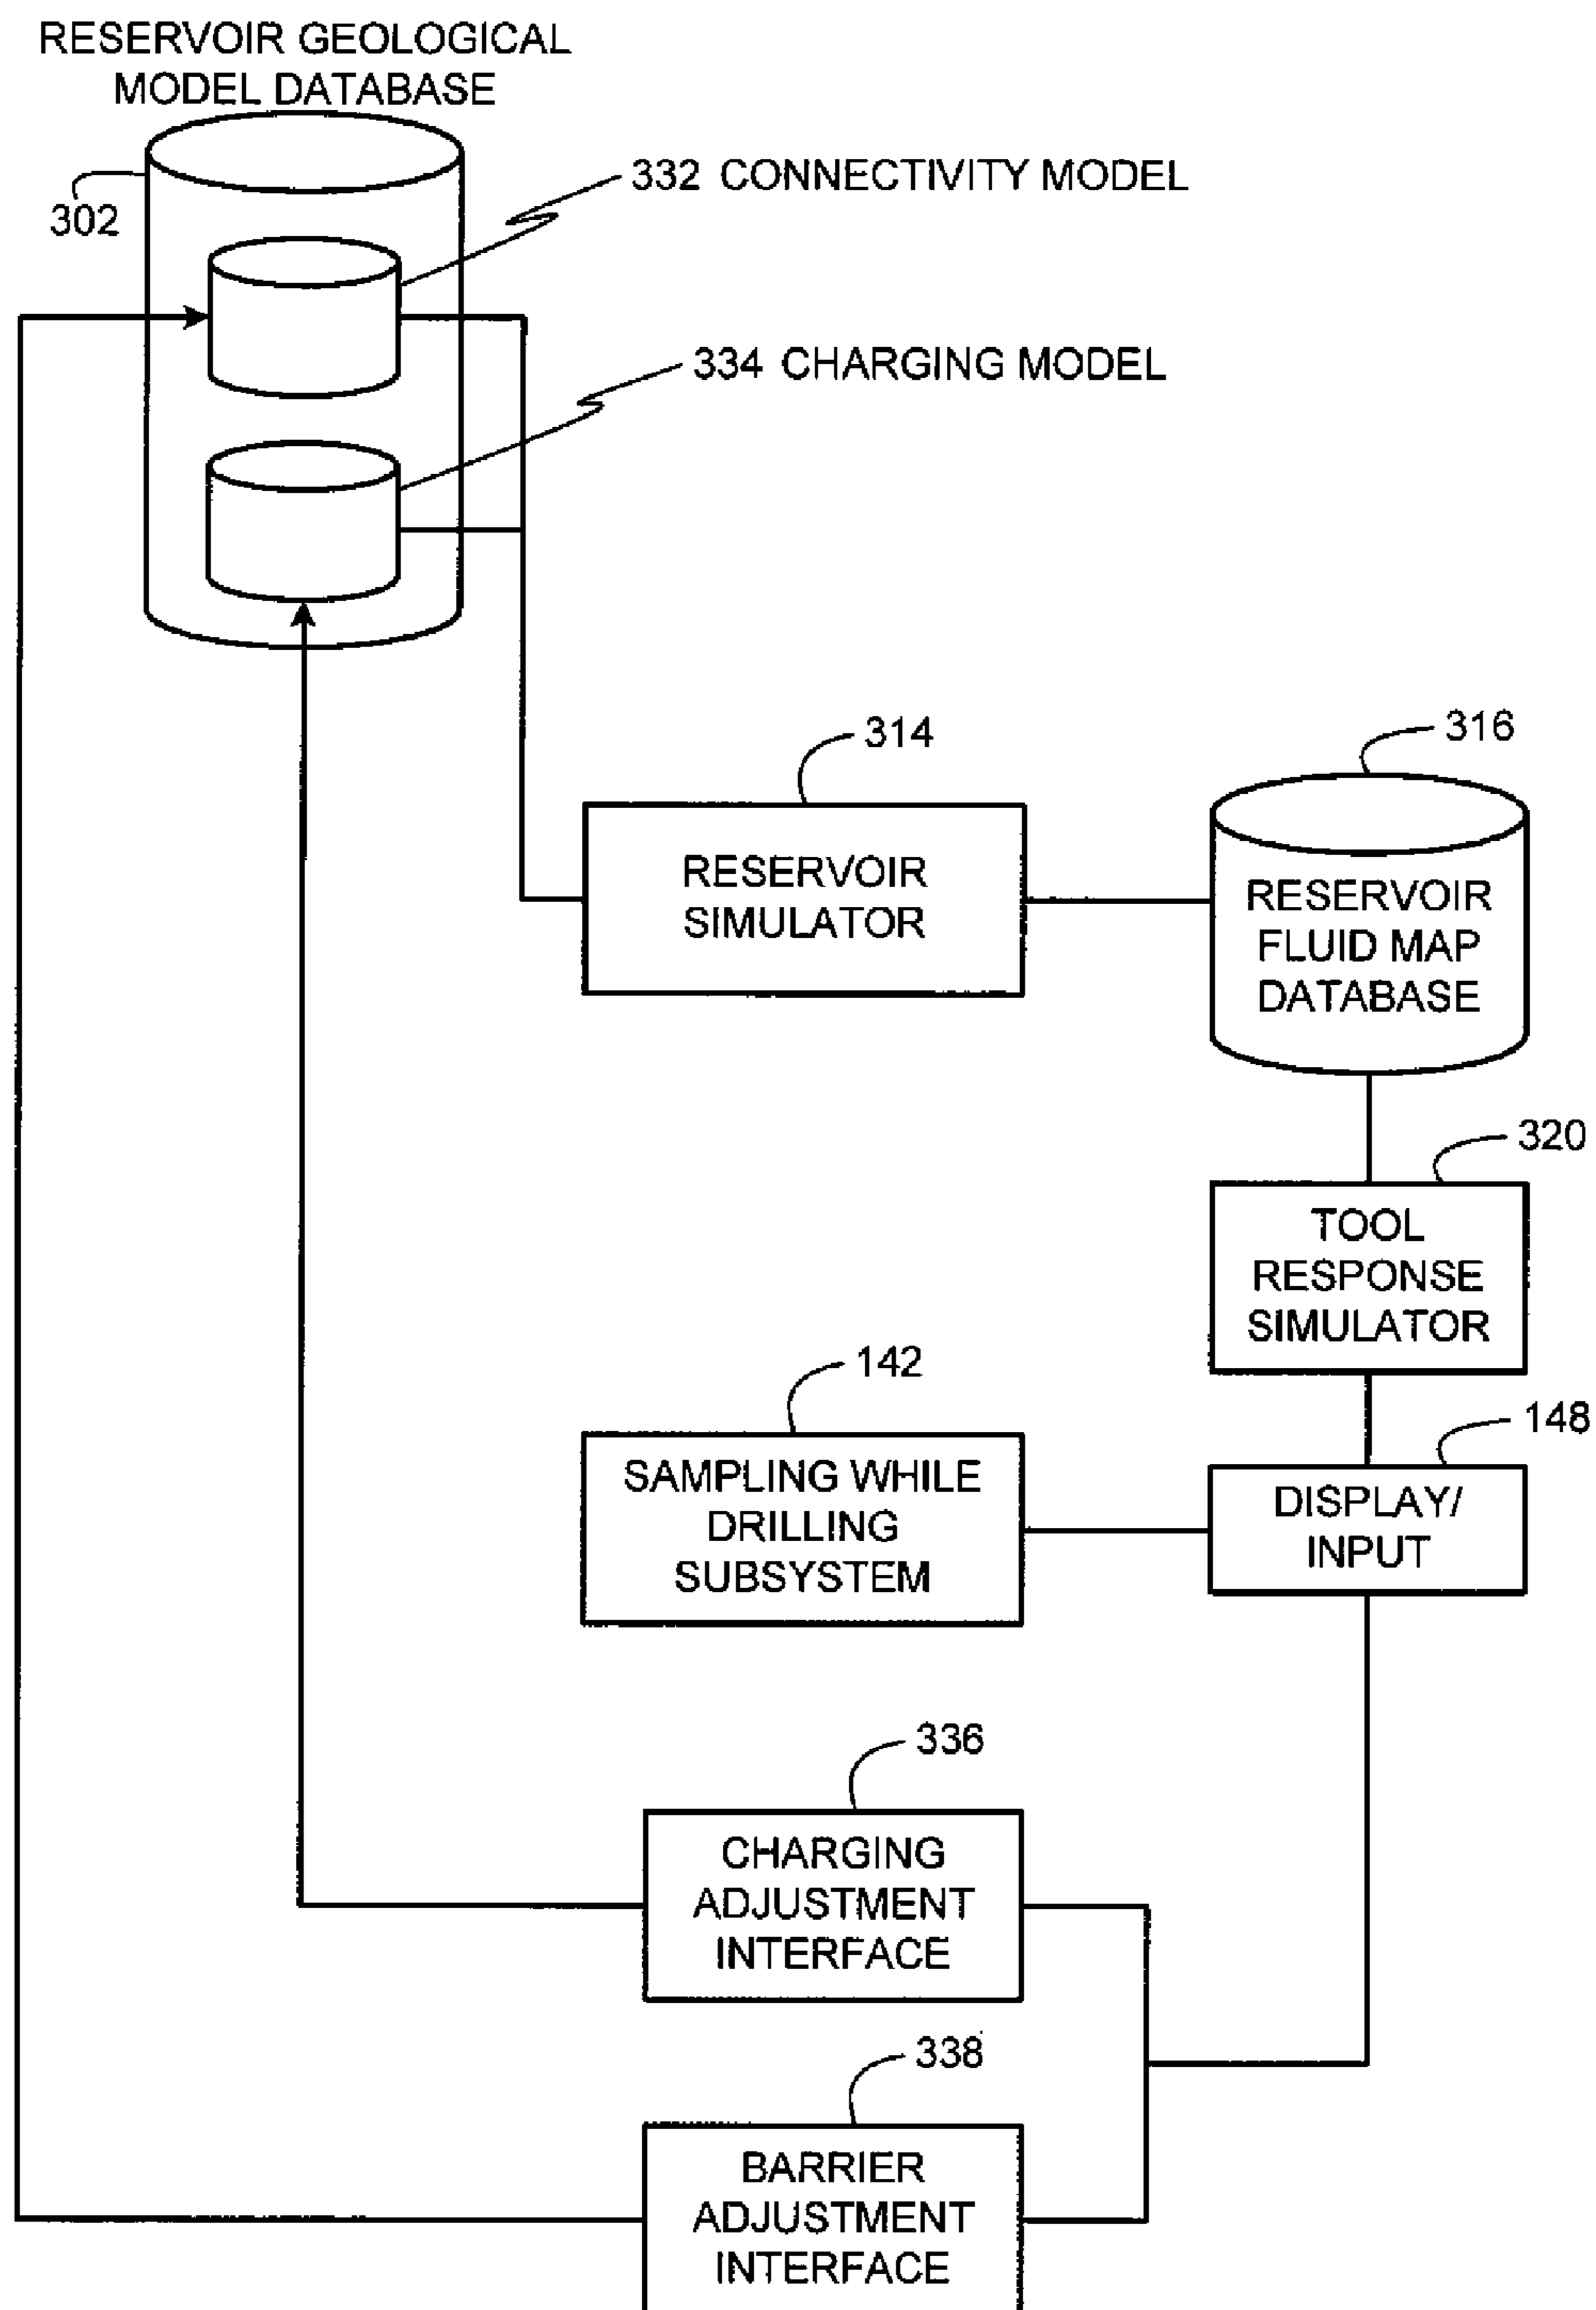 RESERVOIR GEOLOGICAL
MODEL DATABASE
302
332 CONNECTIVITY MODEL
334 CHARGING MODEL
314
RESERVOIR
SIMULATOR
316
RESERVOIR
FLUID MAP
DATABASE
320
TOOL
RESPONSE
SIMULATOR
142
SAMPLING WHILE
DRILLING
SUBSYSTEM
148
DISPLAY/
INPUT
336
CHARGING
ADJUSTMENT
INTERFACE
338
BARRIER
ADJUSTMENT
INTERFACE